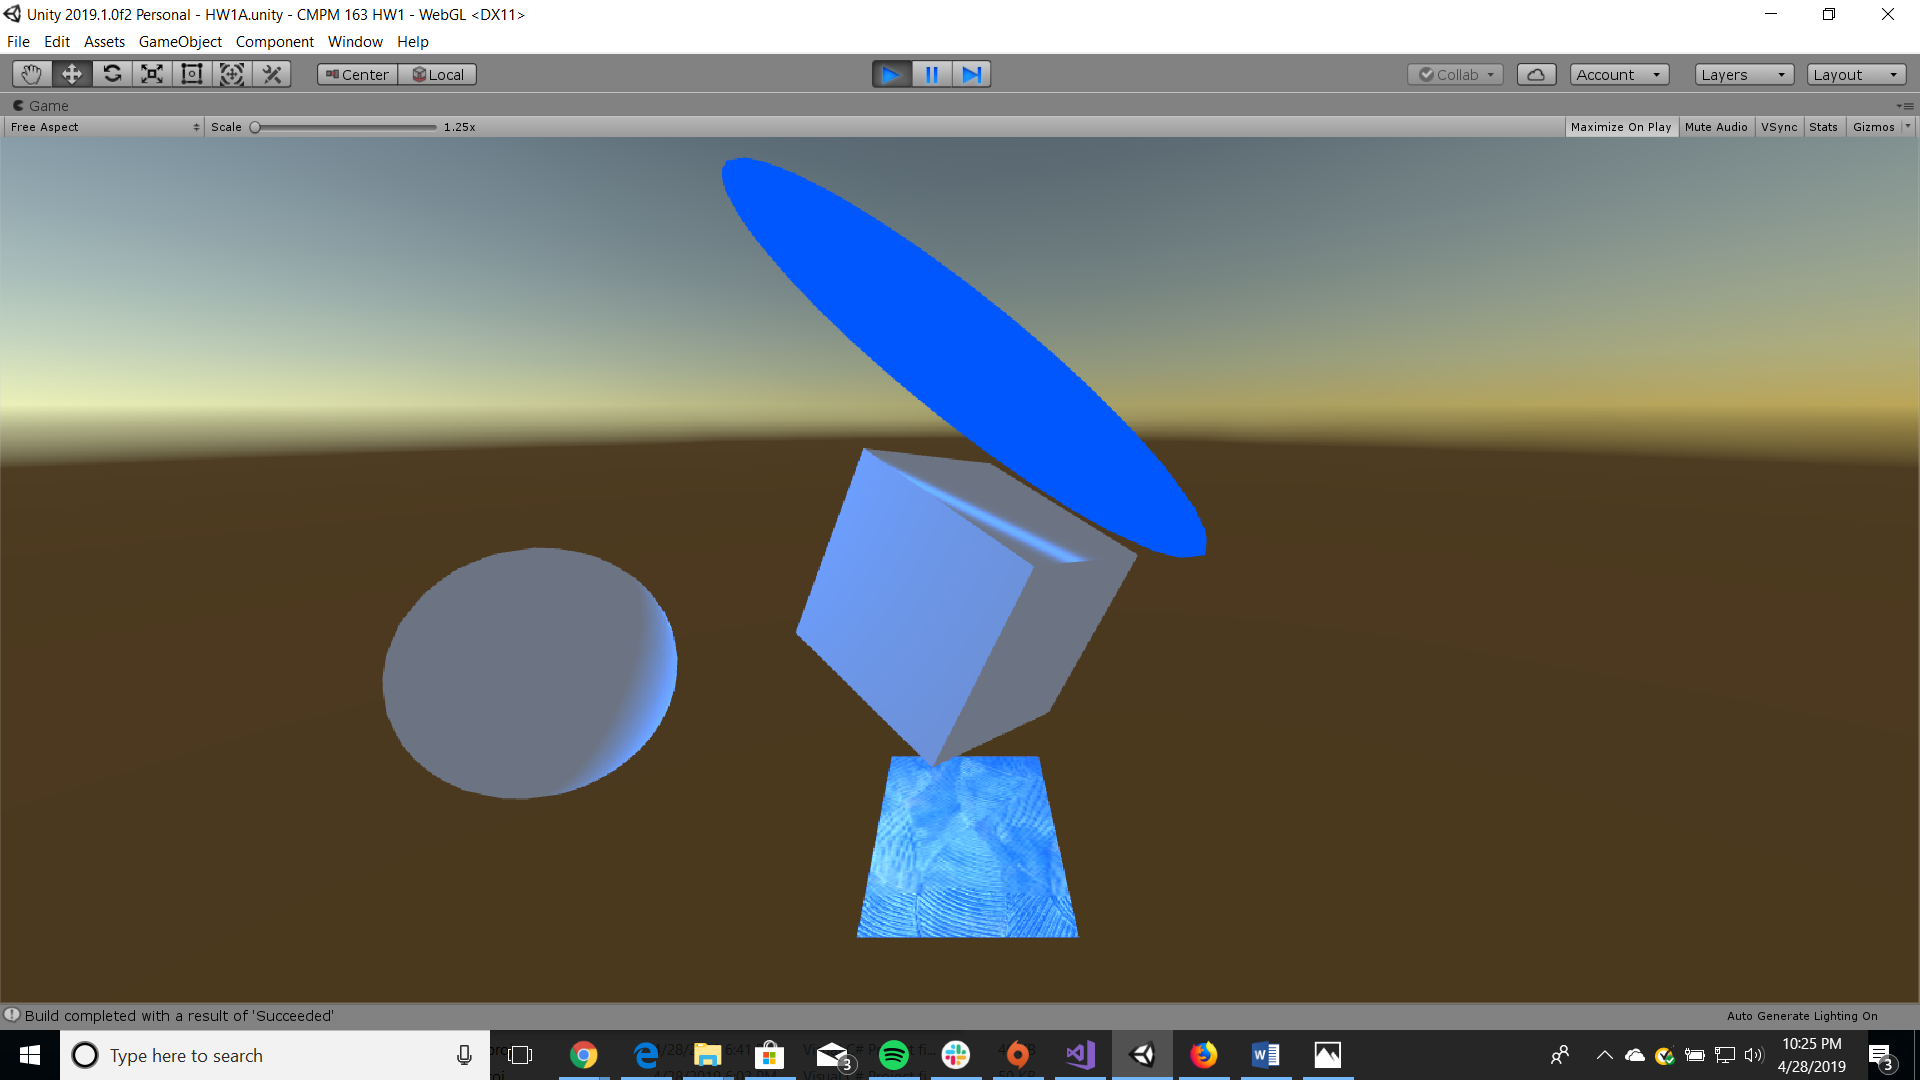 Unity 2019.1.0f2 Personal - HW1A.unity - CMPM 163 HW1 - WebGL <DX11>
File Edit Assets GameObject Component Window Help
Center Local Collab Account Layers Layout
Game
Free Aspect Scale 1.25x Maximize On Play Mute Audio VSync Stats Gizmos
Build completed with a result of 'Succeeded' Auto Generate Lighting On
Type here to search
3
10:25 PM
4/28/2019
3